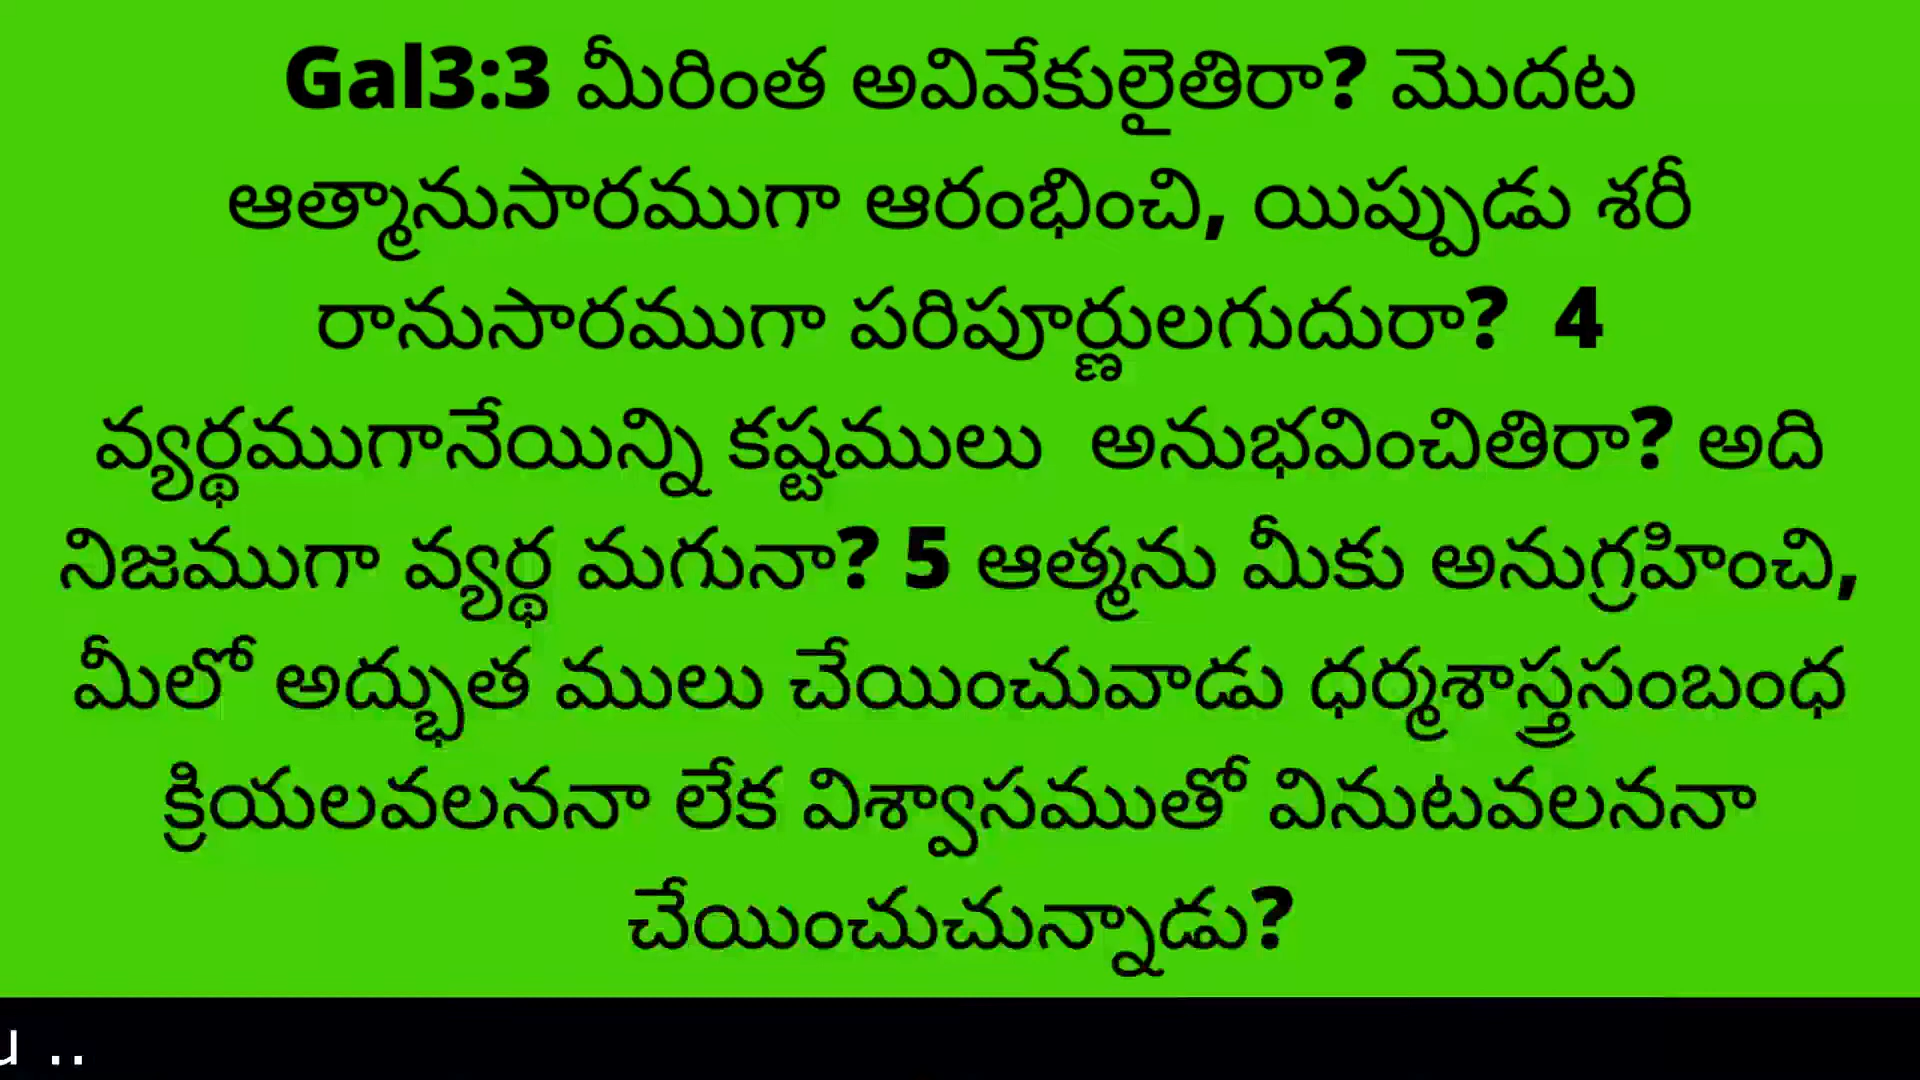 Gal3:3 మీరింత అవివేకులైతిరా? మొదట
ఆత్మానుసారముగా ఆరంభించి, యిప్పుడు శరీ
రానుసారముగా పరిపూర్ణులగుదురా? 4
వ్యర్థముగానేయిన్ని కష్టములు అనుభవించితిరా? అది
నిజముగా వ్యర్థ మగునా? 5 ఆత్మను మీకు అనుగ్రహించి,
మీలో అద్భుత ములు చేయించువాడు ధర్మశాస్త్రసంబంధ
క్రియలవలననా లేక విశ్వాసముతో వినుటవలననా
చేయించుచున్నాడు?
..